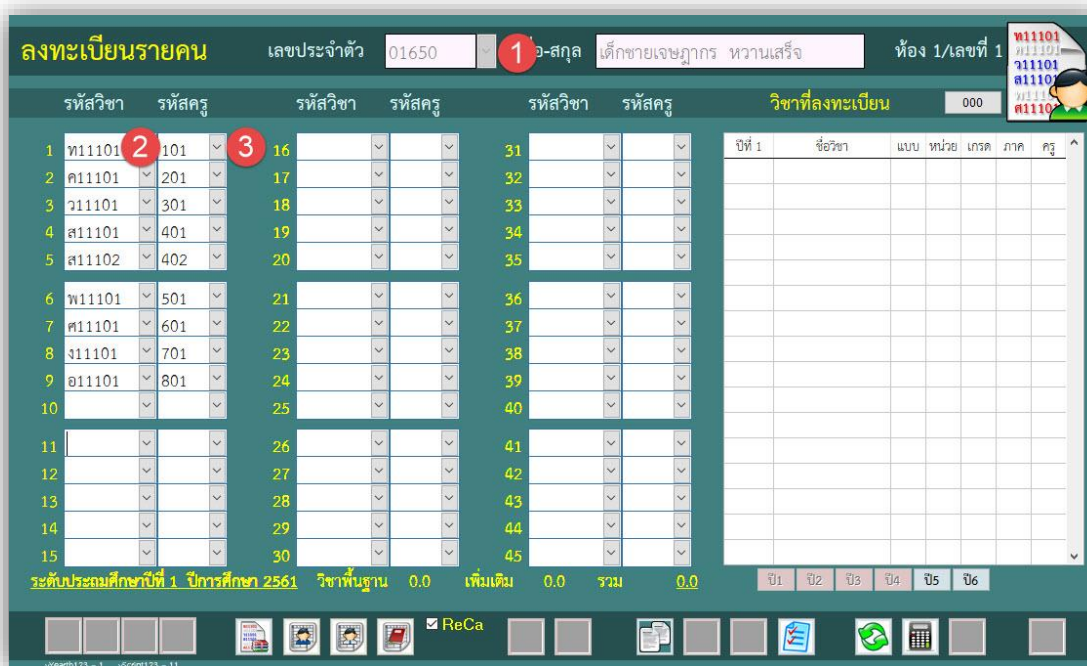 ลงทะเบียนรายคน เลขประจำตัว 01650 1 อ-สกุล เด็กชายเจษฎากร หวานเสร็จ ห้อง 1/เลขที่ 1
ท11101
ว11101
ส11101
ศ11101
รหัสวิชา รหัสครู รหัสวิชา รหัสครู รหัสวิชา รหัสครู วิชาที่ลงทะเบียน 000
ปีที่ 1 ชื่อวิชา แบบ หน่วย เกรด ภาค ครู
1 ท11101 2 101 3 16 31
2 ค11101 201 17 32
3 ว11101 301 18 33
4 ส11101 401 19 34
5 ส11102 402 20 35
6 พ11101 501 21 36
7 ศ11101 601 22 37
8 ง11101 701 23 38
9 อ11101 801 24 39
10 25 40
11 26 41
12 27 42
13 28 43
14 29 44
15 30 45
ระดับประถมศึกษาปีที่ 1 ปีการศึกษา 2561 วิชาพื้นฐาน 0.0 เพิ่มเติม 0.0 รวม 0.0 ปี1 ปี2 ปี3 ปี4 ปี5 ปี6
ReCa